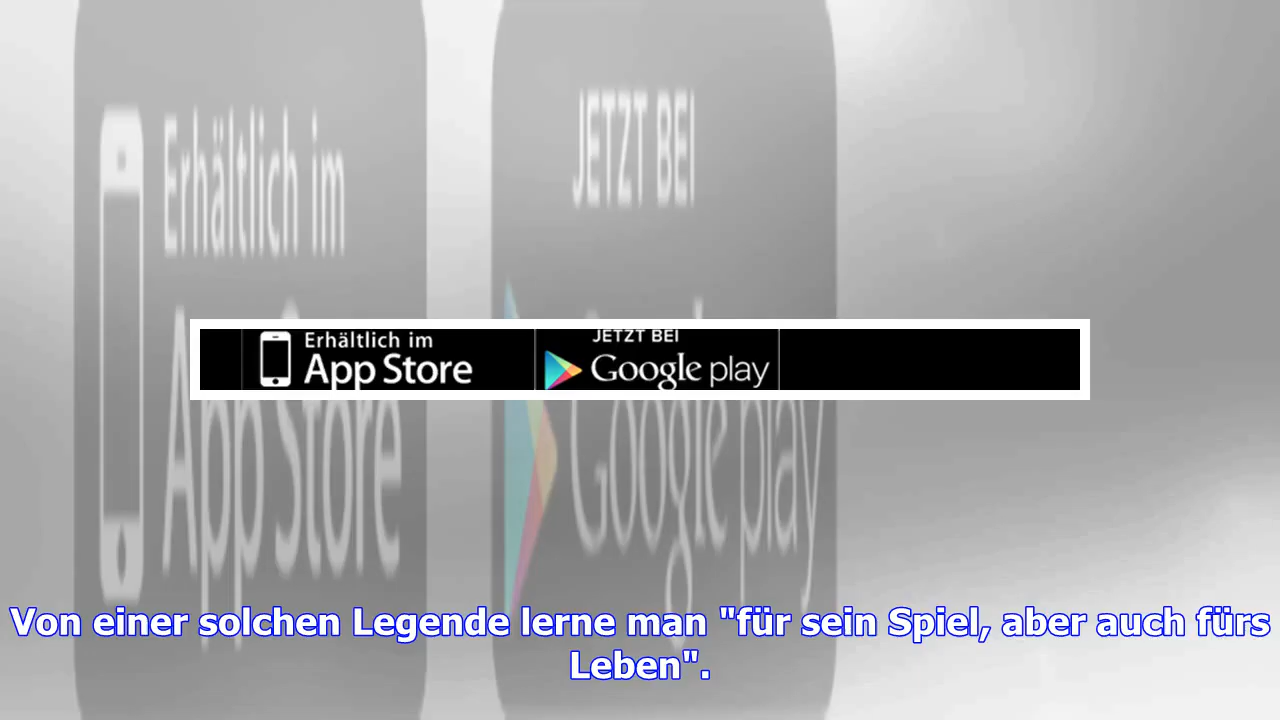 Erhältlich im
App Store
JETZT BEI
Google play
Erhältlich im
App Store
JETZT BEI
Google play
Von einer solchen Legende lerne man "für sein Spiel, aber auch fürs
Leben".